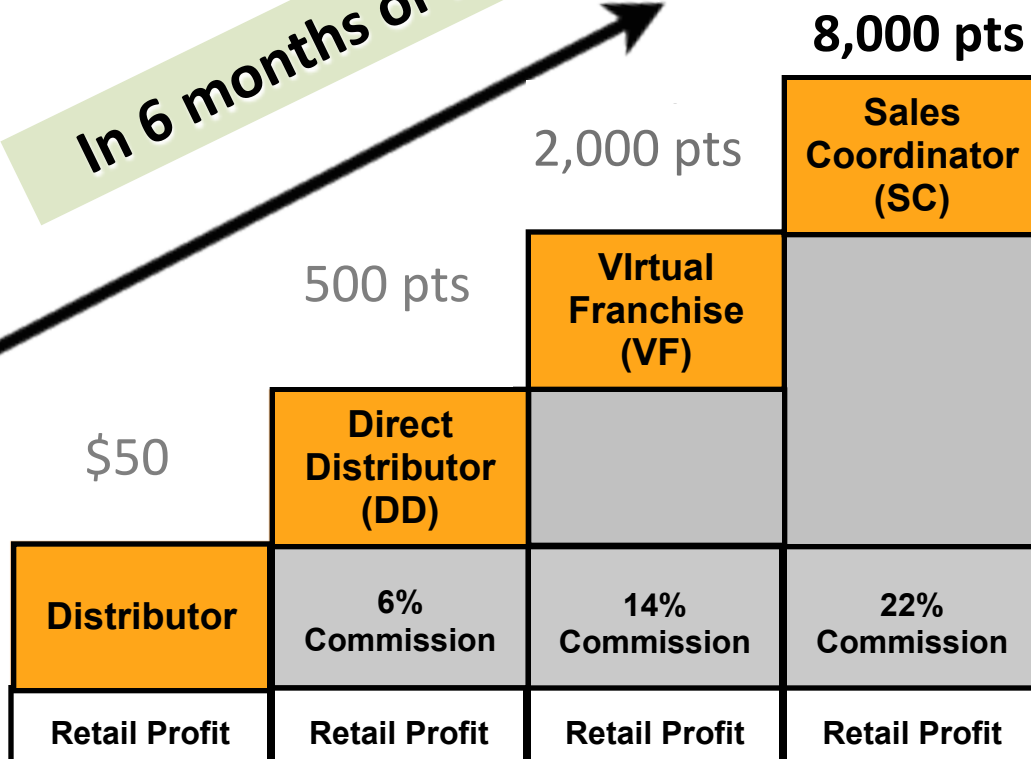 In 6 months or
8,000 pts
Sales
Coordinator
(SC)
2,000 pts
VIrtual
Franchise
(VF)
500 pts
Direct
Distributor
(DD)
$50
Distributor
6%
Commission
14%
Commission
22%
Commission
Retail Profit
Retail Profit
Retail Profit
Retail Profit